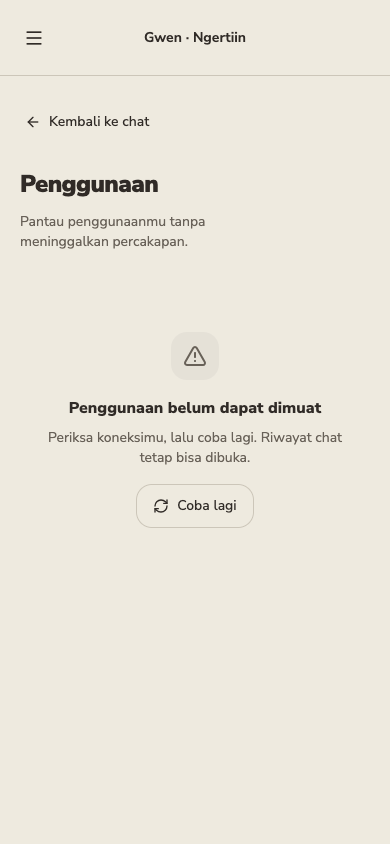 Gwen · Ngertiin
Kembali ke chat
Penggunaan
Pantau penggunaanmu tanpa
meninggalkan percakapan.
Penggunaan belum dapat dimuat
Periksa koneksimu, lalu coba lagi. Riwayat chat
tetap bisa dibuka.
Coba lagi